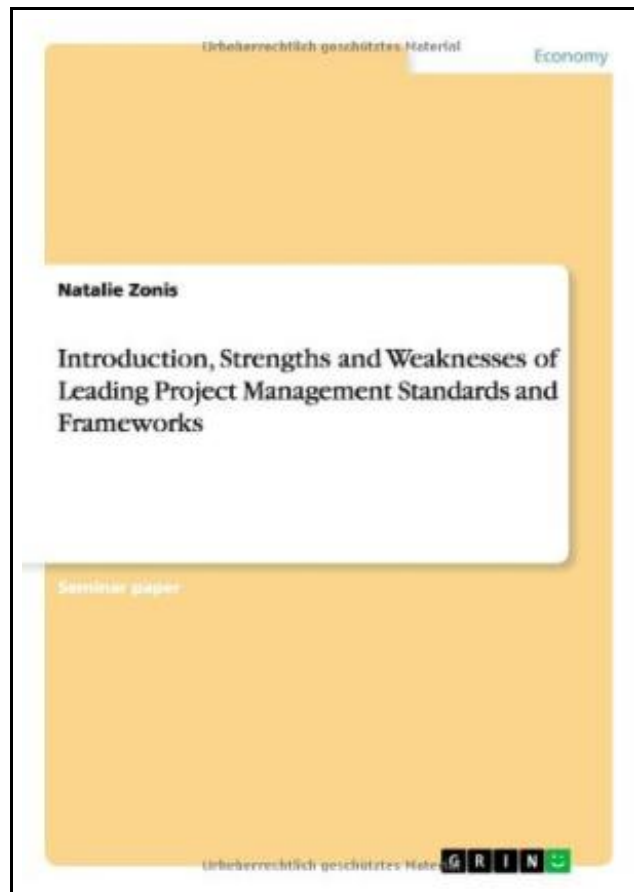 Urheberrechtlich geschütztes Material
Economy
Natalie Zonis
Introduction, Strengths and Weaknesses of
Leading Project Management Standards and
Frameworks
Seminar paper
Urheberrechtlich geschütztes Mate
GRIN